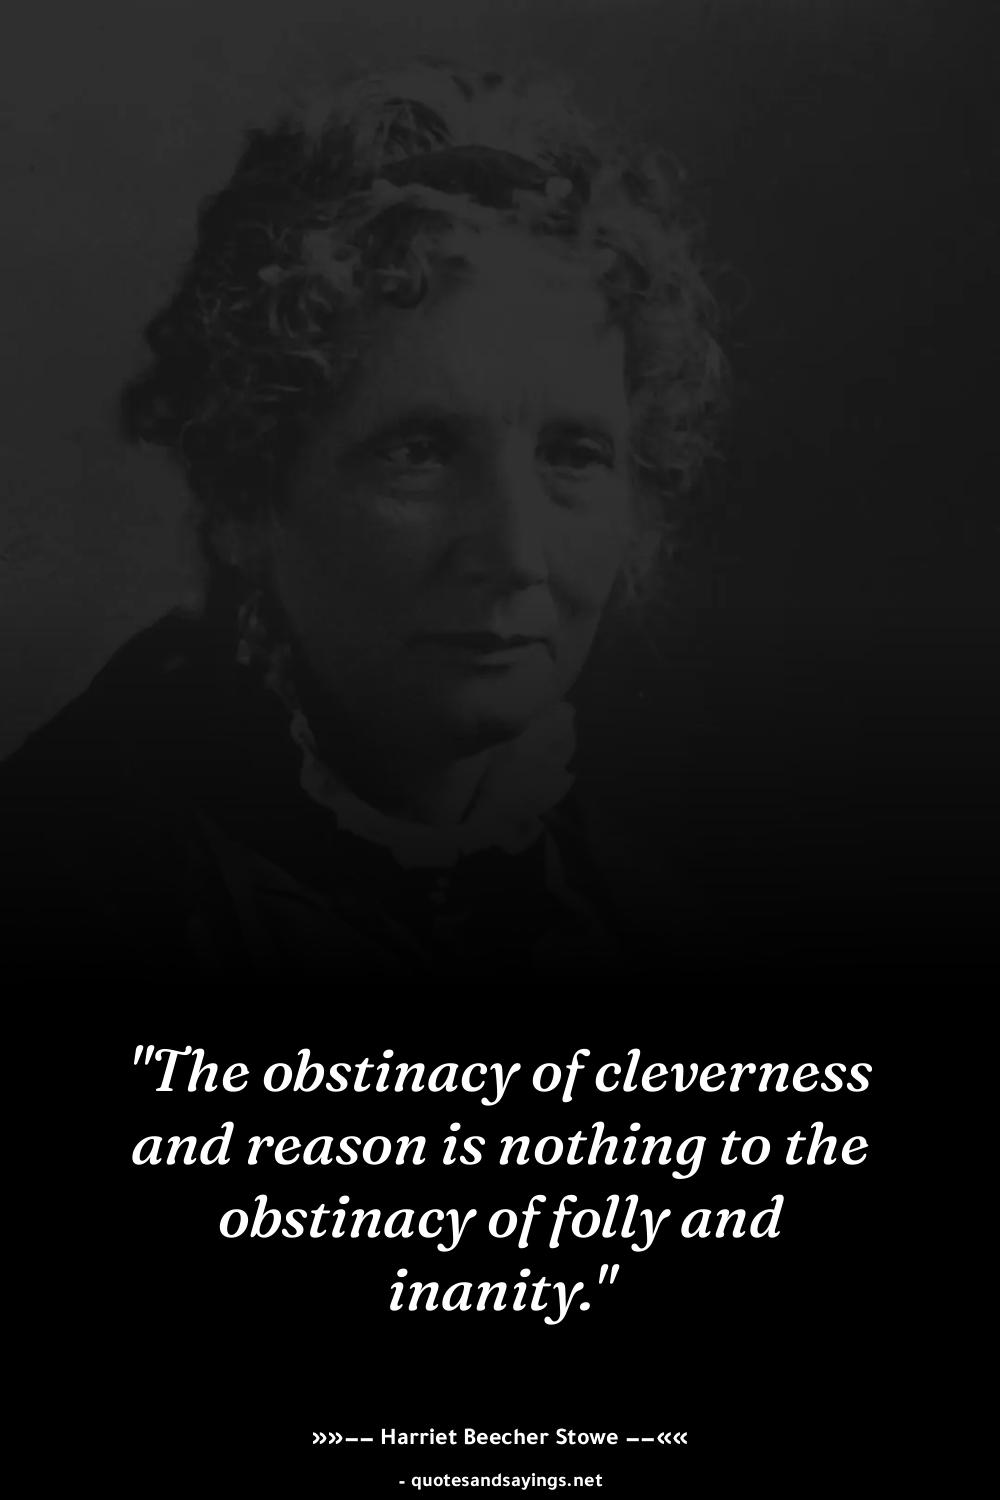 "The obstinacy of cleverness
and reason is nothing to the
obstinacy of folly and
inanity."
»»–– Harriet Beecher Stowe ––««
- quotesandsayings.net